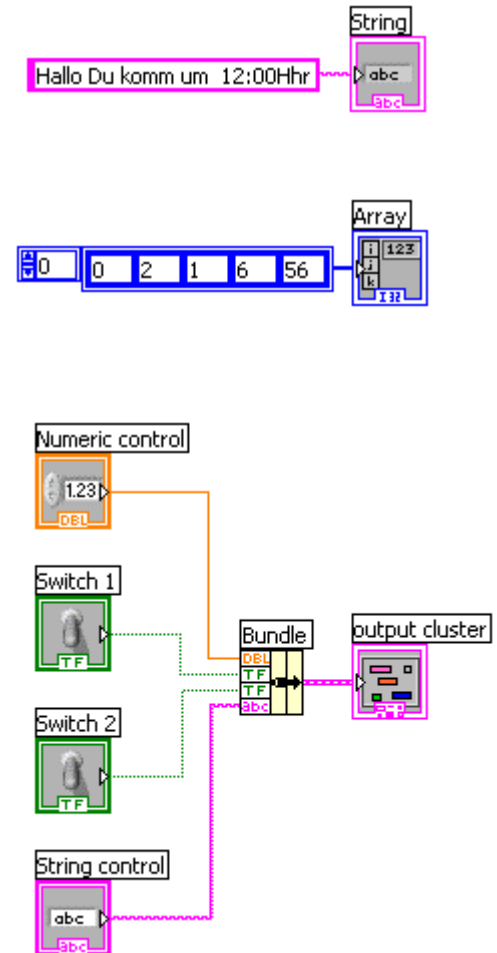 String
Hallo Du komm um  12:00Hhr
abc
abc
Array
0
0 2 1 6 56
i 123
j
k
I32
Numeric control
1.23
DBL
Switch 1
TF
Switch 2
TF
Bundle
DBL
TF
TF
abc
output cluster
String control
abc
abc